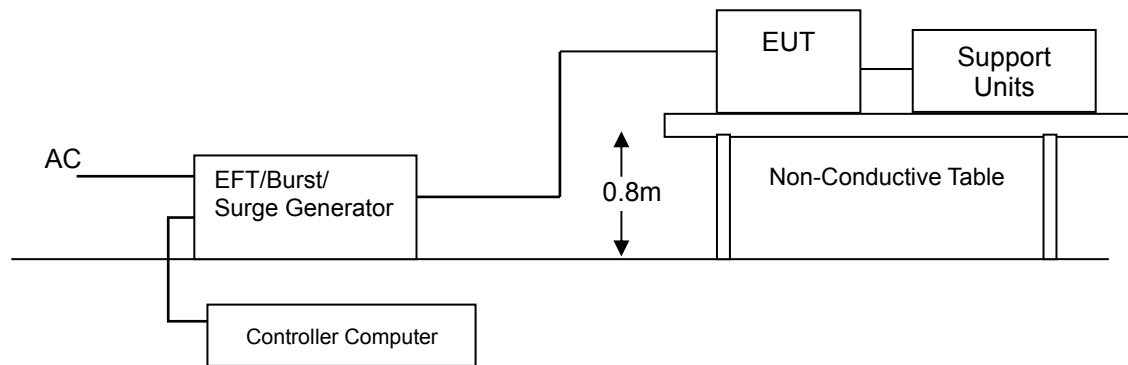 EUT
Support
Units
AC
EFT/Burst/
Surge Generator
0.8m
Non-Conductive Table
Controller Computer